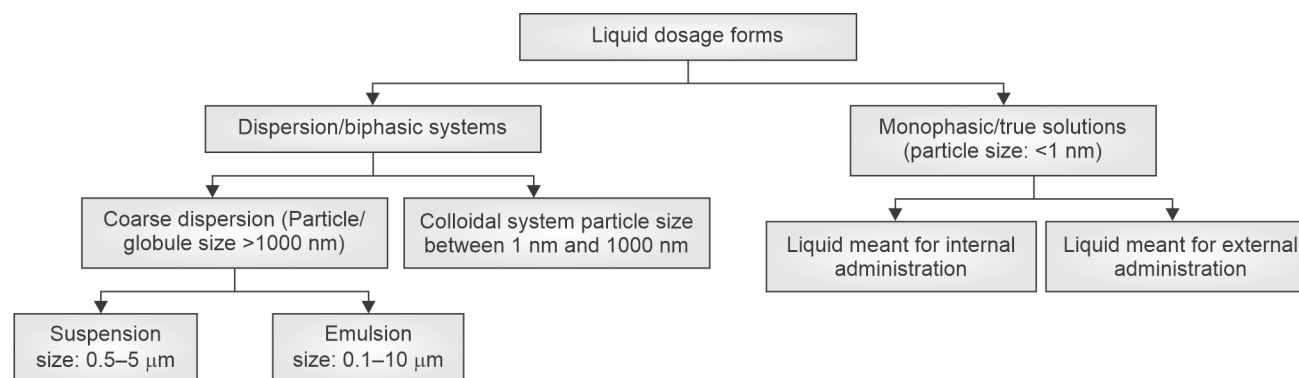 Liquid dosage forms
Dispersion/biphasic systems
Monophasic/true solutions
(particle size: <1 nm)
Coarse dispersion (Particle/
globule size >1000 nm)
Colloidal system particle size
between 1 nm and 1000 nm
Liquid meant for internal
administration
Liquid meant for external
administration
Suspension
size: 0.5–5 μm
Emulsion
size: 0.1–10 μm